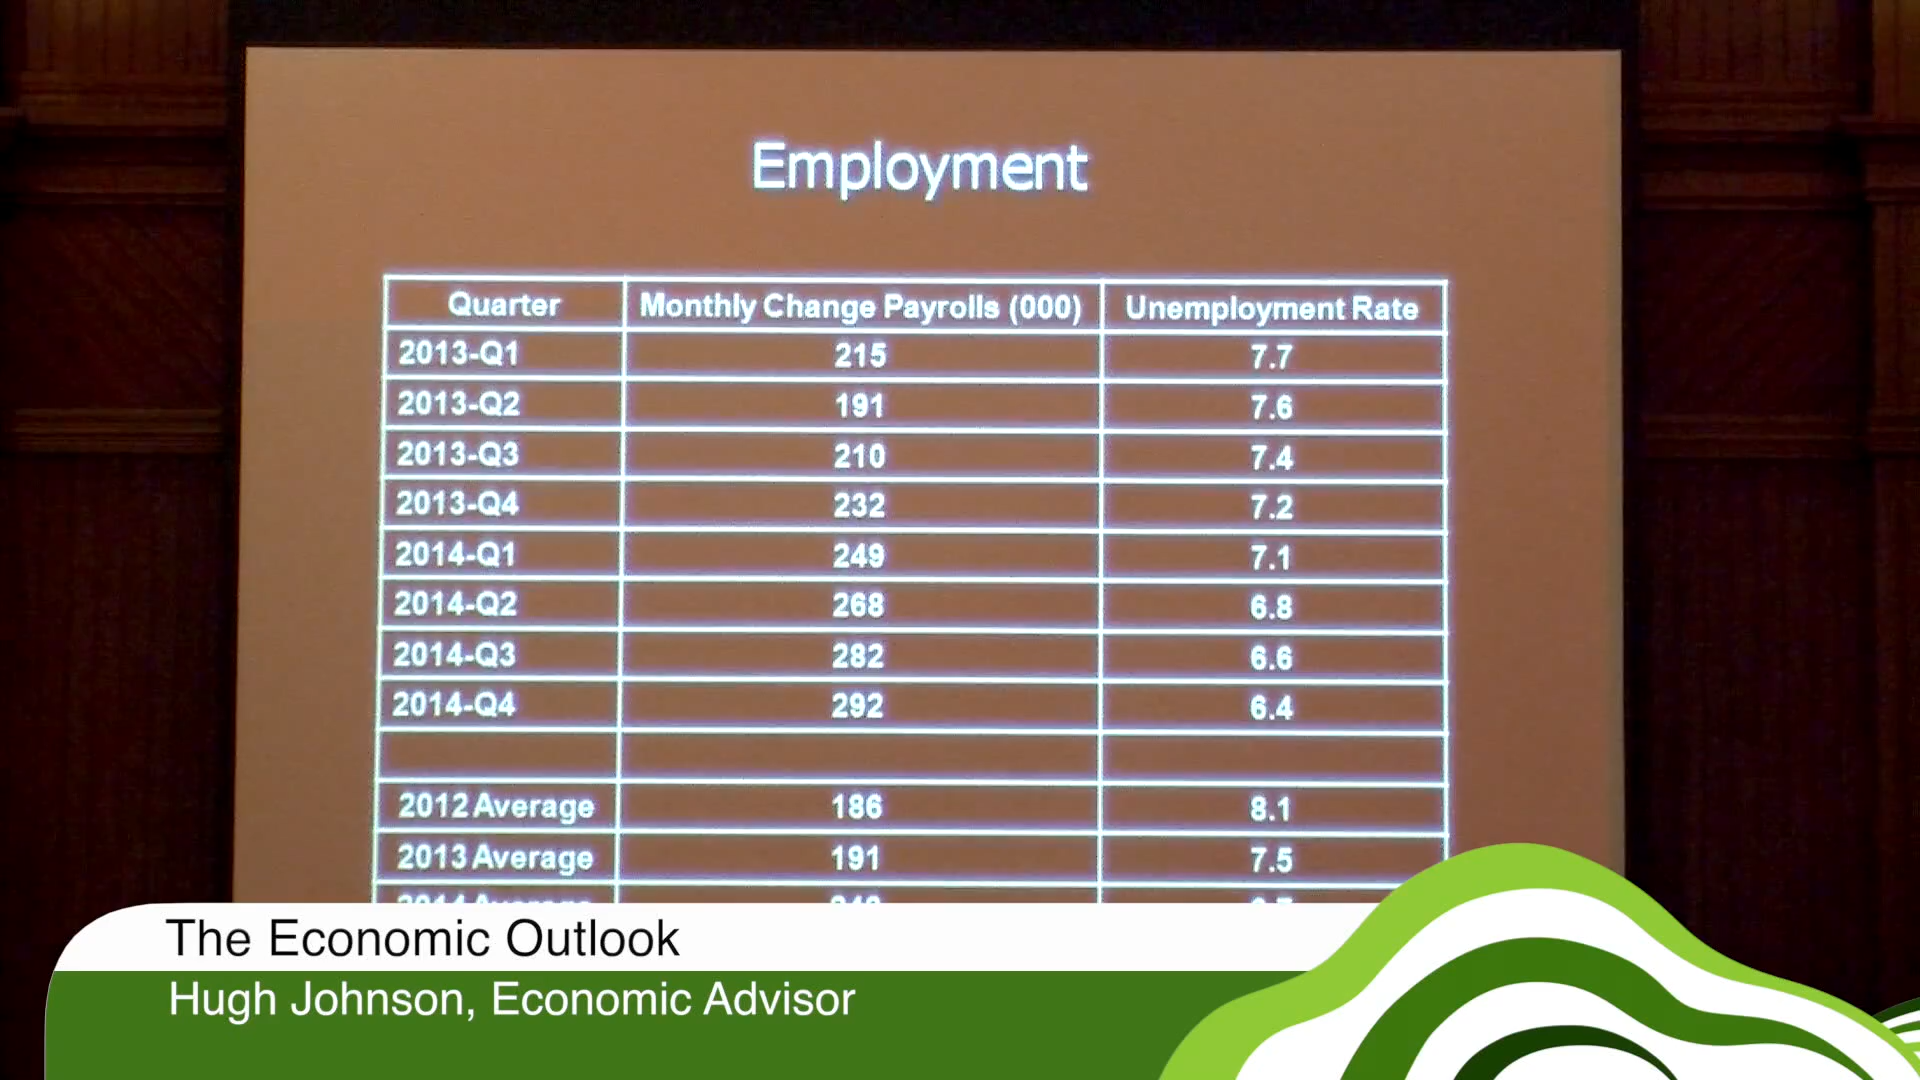 Employment
Quarter Monthly Change Payrolls (000) Unemployment Rate
2013-Q1 215 7.7
2013-Q2 191 7.6
2013-Q3 210 7.4
2013-Q4 232 7.2
2014-Q1 249 7.1
2014-Q2 268 6.8
2014-Q3 282 6.6
2014-Q4 292 6.4
2012 Average 186 8.1
2013 Average 191 7.5
The Economic Outlook
Hugh Johnson, Economic Advisor